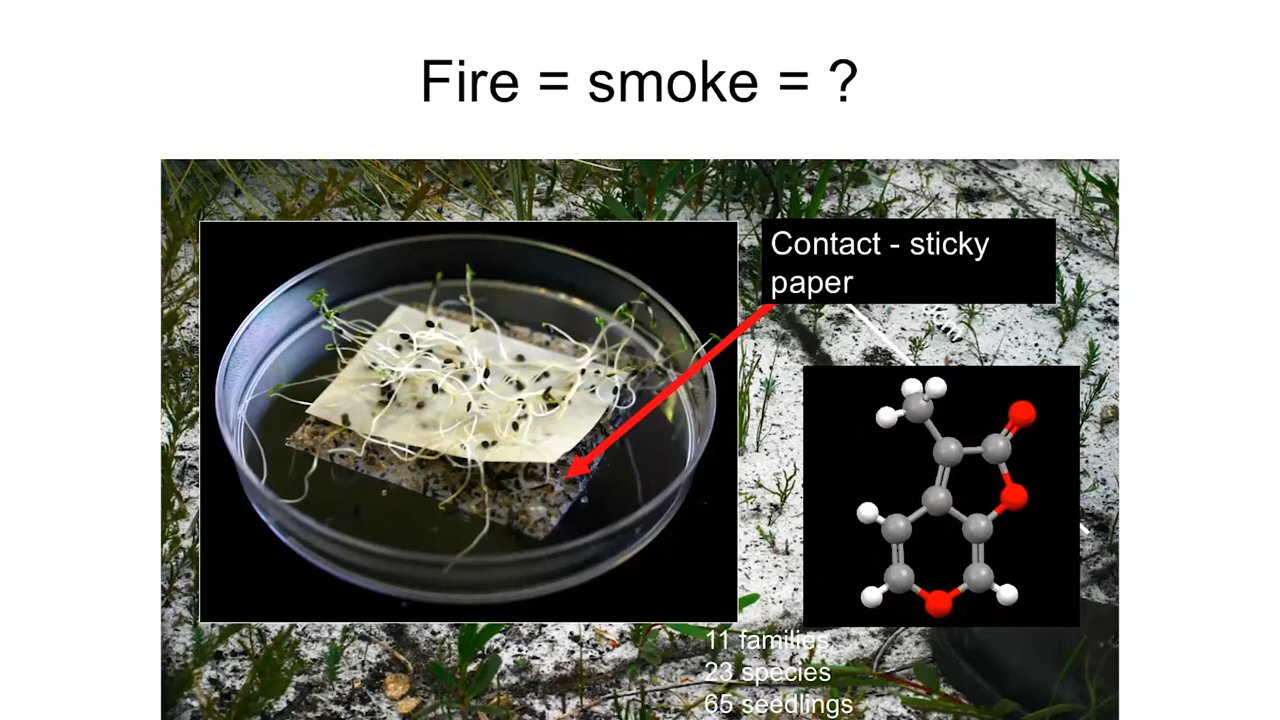 Fire = smoke = ?
Contact - sticky
paper
11 families
23 species
65 seedlings